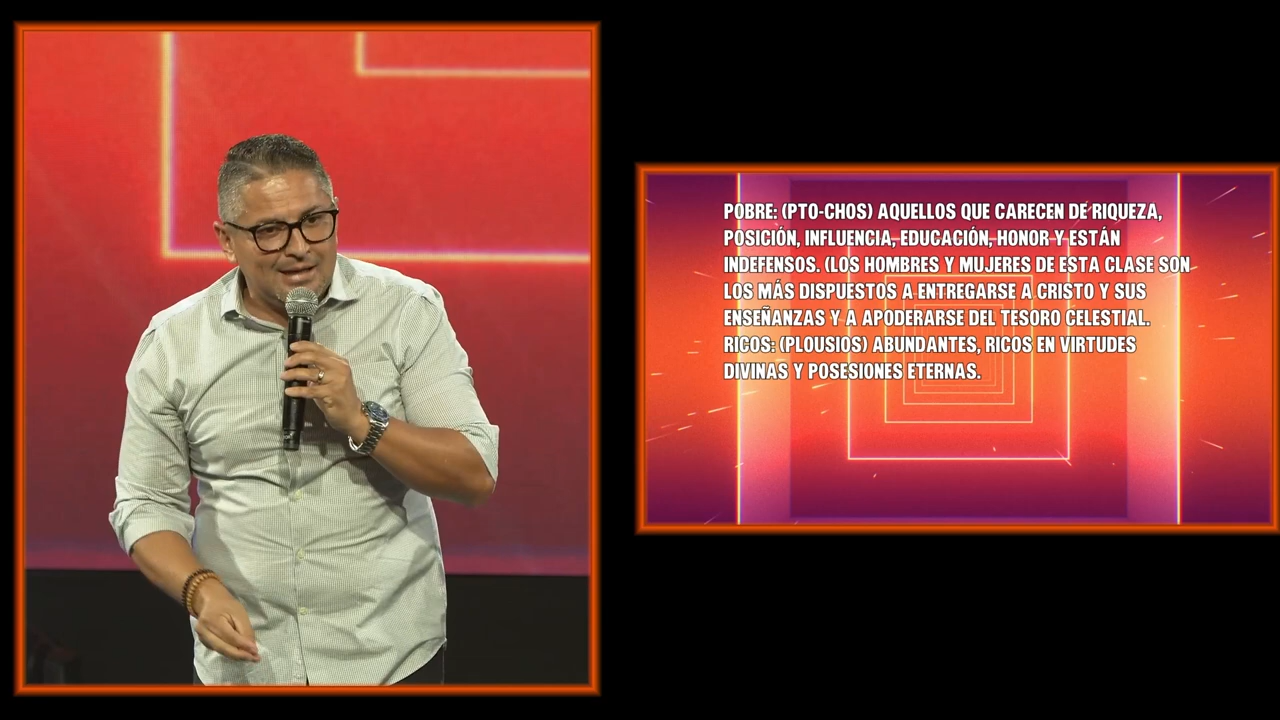 POBRE: (PTO-CHOS) AQUELLOS QUE CARECEN DE RIQUEZA,
POSICIÓN, INFLUENCIA, EDUCACIÓN, HONOR Y ESTÁN
INDEFENSOS. (LOS HOMBRES Y MUJERES DE ESTA CLASE SON
LOS MÁS DISPUESTOS A ENTREGARSE A CRISTO Y SUS
ENSEÑANZAS Y A APODERARSE DEL TESORO CELESTIAL.
RICOS: (PLOUSIOS) ABUNDANTES, RICOS EN VIRTUDES
DIVINAS Y POSESIONES ETERNAS.